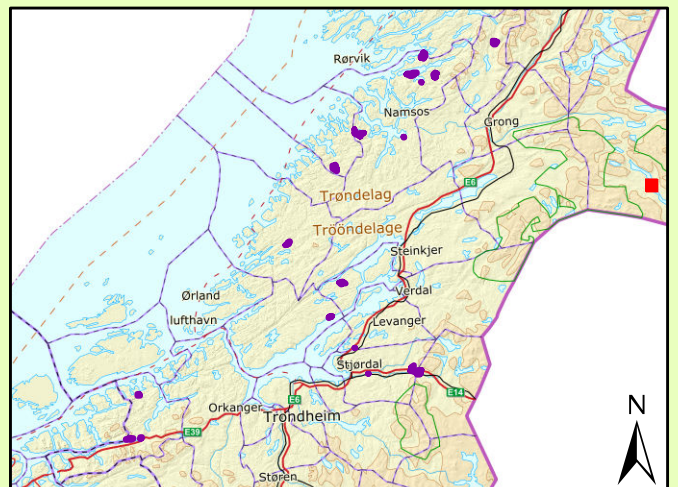 Rørvik
Namsos
Grong
Trøndelag
E6
Trööndelage
Steinkjer
Ørland
lufthavn
Verdal
Levanger
Stjørdal
Orkanger
E6
Trondheim
E14
E39
Støren
N